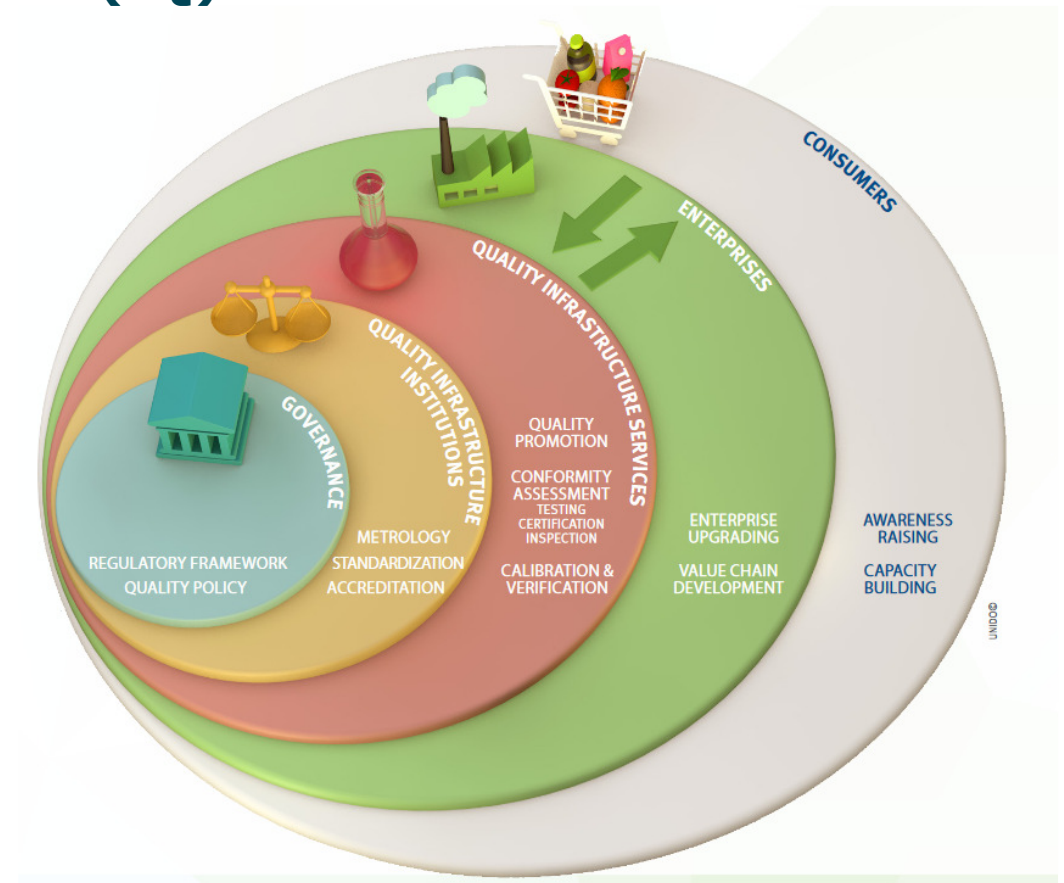 CONSUMERS
ENTERPRISES
QUALITY INFRASTRUCTURE SERVICES
QUALITY INFRASTRUCTURE
INSTITUTIONS
GOVERNANCE
QUALITY
PROMOTION
CONFORMITY
ASSESSMENT
TESTING
CERTIFICATION
INSPECTION
CALIBRATION &
VERIFICATION
METROLOGY
STANDARDIZATION
ACCREDITATION
REGULATORY FRAMEWORK
QUALITY POLICY
ENTERPRISE
UPGRADING
VALUE CHAIN
DEVELOPMENT
AWARENESS
RAISING
CAPACITY
BUILDING
UNIDO©